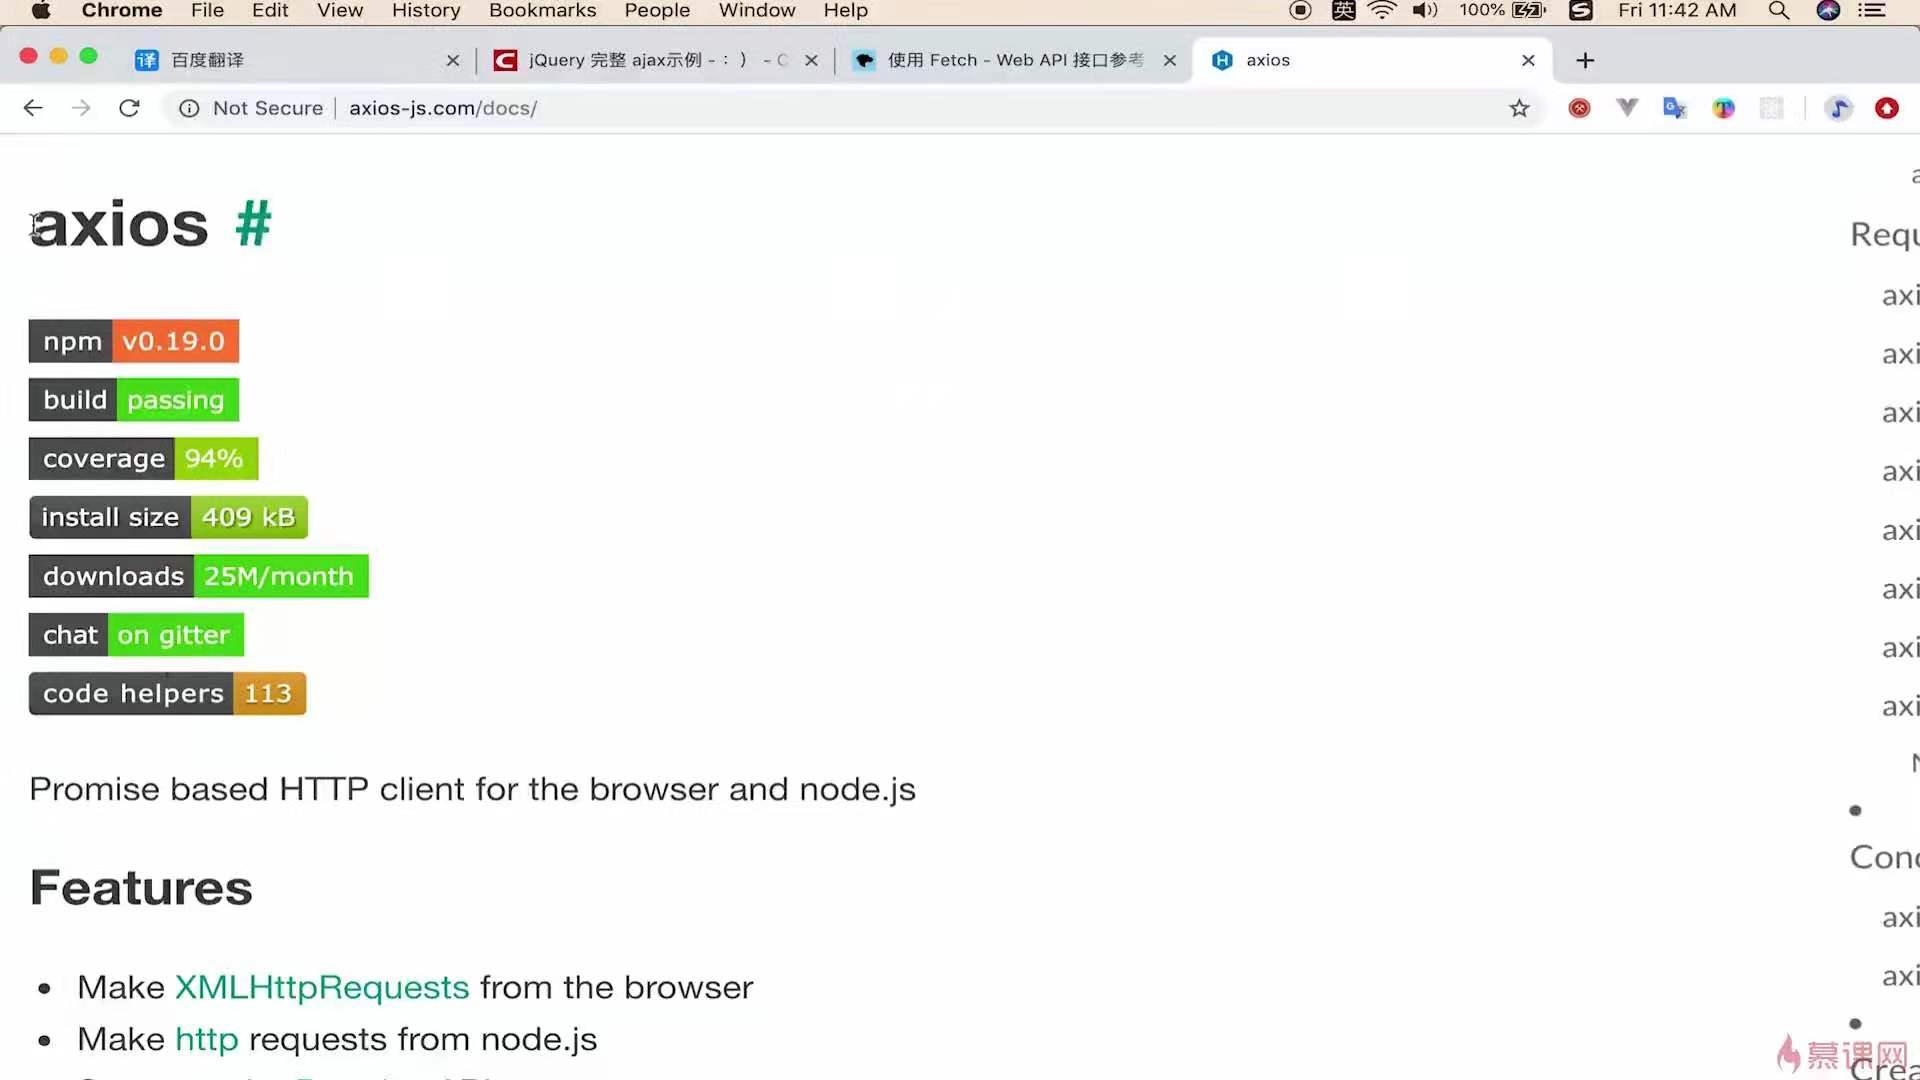 Chrome File Edit View History Bookmarks People Window Help 英 100% Fri 11:42 AM
译 百度翻译 jQuery 完整 ajax示例 - : ） - C 使用 Fetch - Web API 接口参考 axios
Not Secure axios-js.com/docs/
axios #
npm v0.19.0
build passing
coverage 94%
install size 409 kB
downloads 25M/month
chat on gitter
code helpers 113
Promise based HTTP client for the browser and node.js
Features
• Make XMLHttpRequests from the browser
• Make http requests from node.js
Requ
axi
axi
axi
axi
axi
axi
axi
axi
•
Conc
axi
axi
•
Crea
慕课网